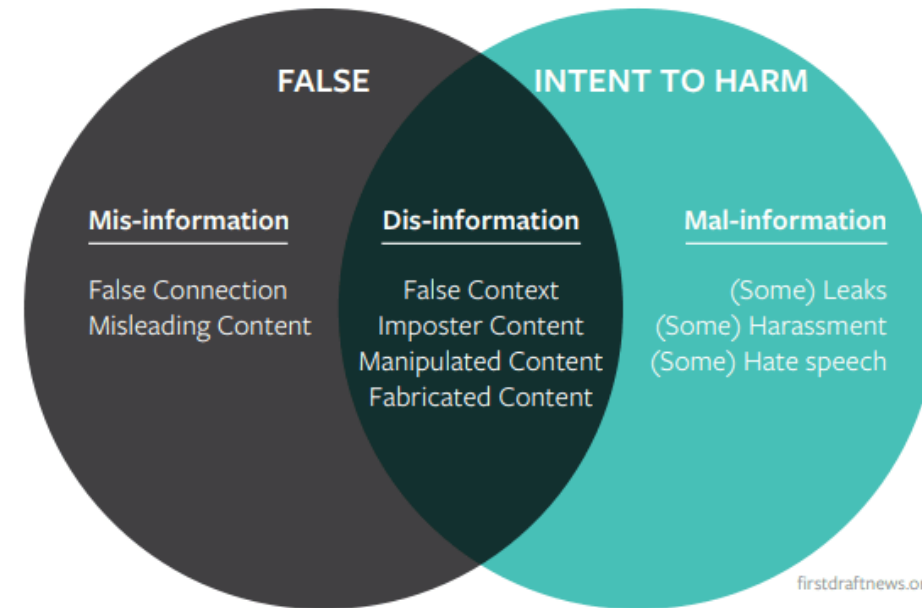 FALSE
INTENT TO HARM
Mis-information
False Connection
Misleading Content
Dis-information
False Context
Imposter Content
Manipulated Content
Fabricated Content
Mal-information
(Some) Leaks
(Some) Harassment
(Some) Hate speech
firstdraftnews.or